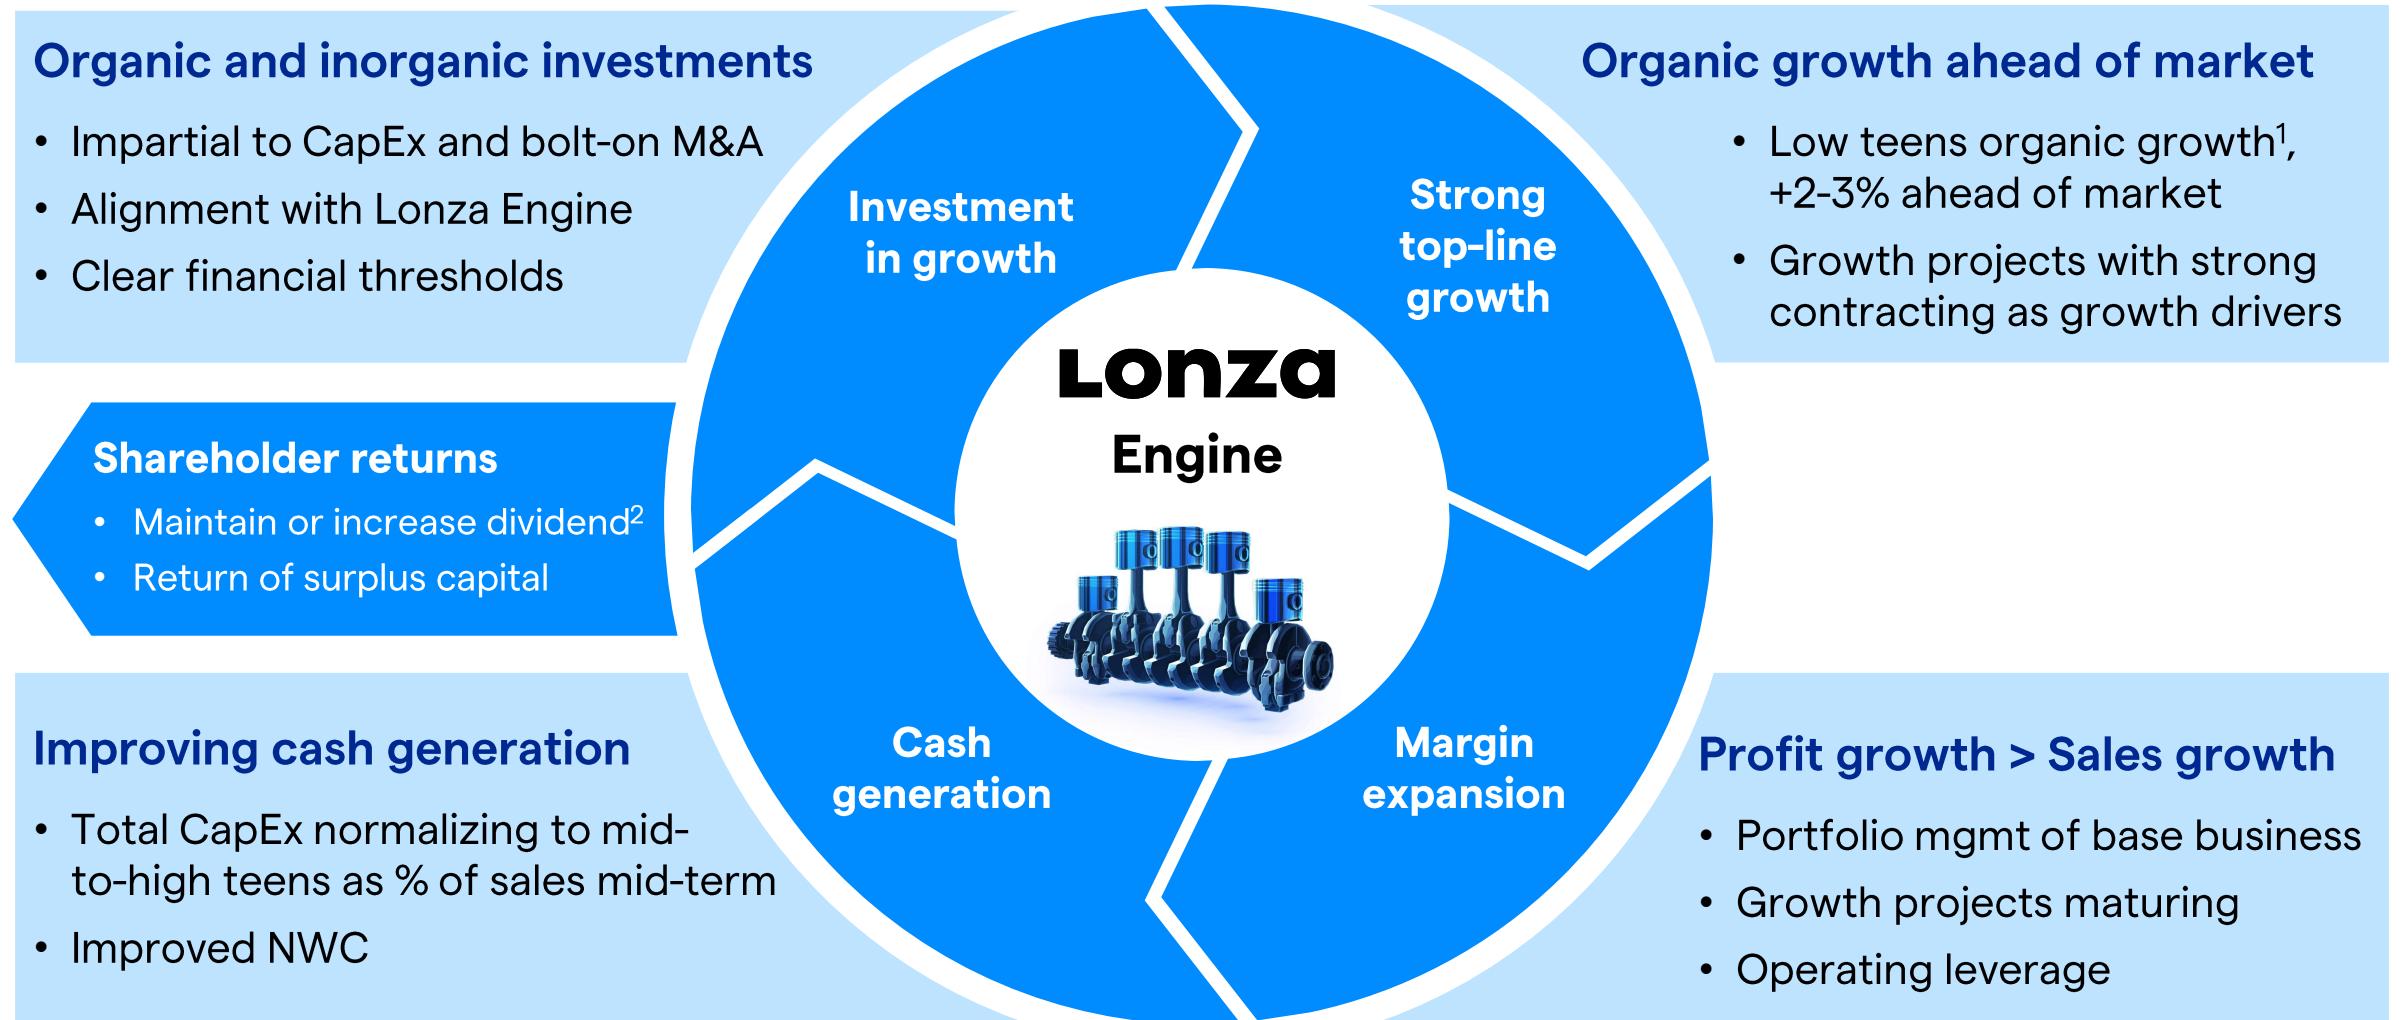 Organic and inorganic investments
• Impartial to CapEx and bolt-on M&A
• Alignment with Lonza Engine
• Clear financial thresholds
Shareholder returns
• Maintain or increase dividend²
• Return of surplus capital
Improving cash generation
• Total CapEx normalizing to mid-
to-high teens as % of sales mid-term
• Improved NWC
Investment
in growth
Strong
top-line
growth
Lonza
Engine
Cash
generation
Margin
expansion
Organic growth ahead of market
• Low teens organic growth¹,
+2-3% ahead of market
• Growth projects with strong
contracting as growth drivers
Profit growth > Sales growth
• Portfolio mgmt of base business
• Growth projects maturing
• Operating leverage